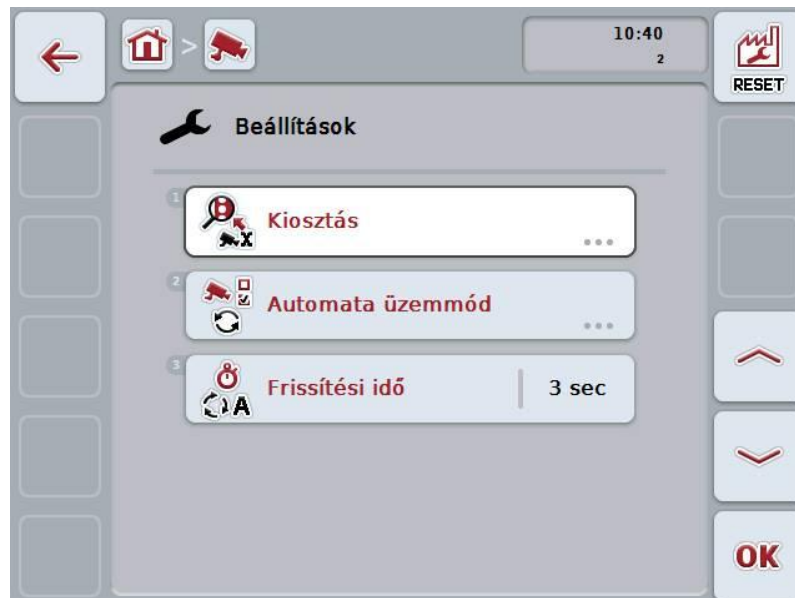 10:40
2
RESET
Beállítások
1
Kiosztás
...
X
2
Automata üzemmód
...
3
Frissítési idő
3 sec
A
OK